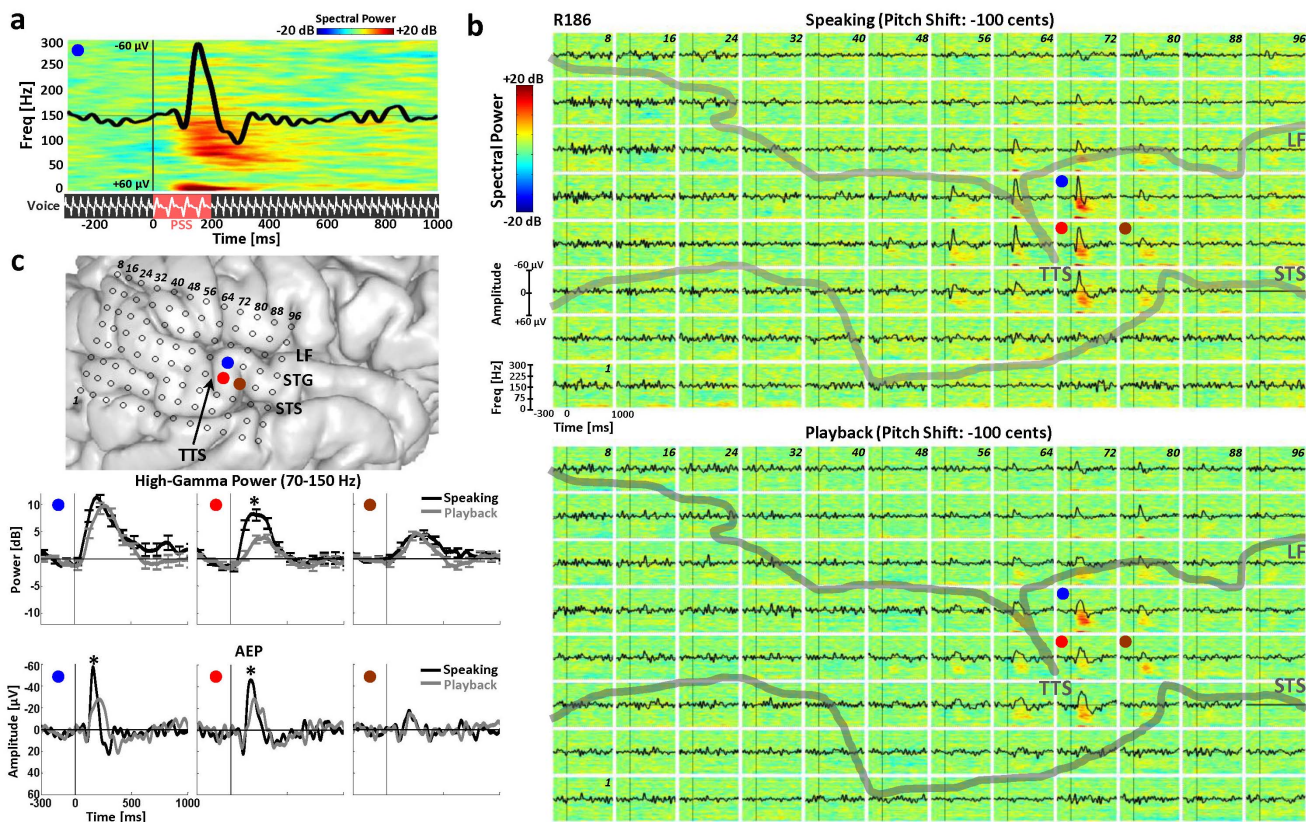 a
Spectral Power
-20 dB
+20 dB
300
250
200
150
100
50
0
Freq [Hz]
-60 µV
+60 µV
Voice
PSS
-200
0
200
400
600
800
1000
Time [ms]
b
R186
Speaking (Pitch Shift: -100 cents)
8
16
24
32
40
48
56
64
72
80
88
96
+20 dB
Spectral Power
-20 dB
LF
TTS
STS
-60 µV
Amplitude
0
+60 µV
1
Freq [Hz]
300
225
150
75
0
-300
0
1000
Time [ms]
Playback (Pitch Shift: -100 cents)
8
16
24
32
40
48
56
64
72
80
88
96
LF
TTS
STS
1
c
8
16
24
32
40
48
56
64
72
80
88
96
LF
STG
STS
1
TTS
High-Gamma Power (70-150 Hz)
Power [dB]
10
5
0
-5
-10
*
Speaking
Playback
AEP
Amplitude [µV]
-60
-40
-20
0
20
40
60
*
*
Speaking
Playback
-300
0
1000
Time [ms]